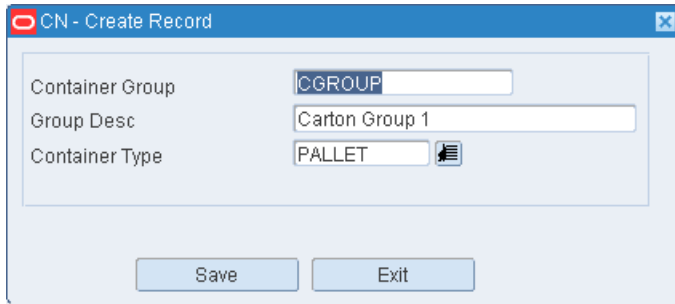 CN - Create Record
Container Group CGROUP
Group Desc Carton Group 1
Container Type PALLET
Save Exit